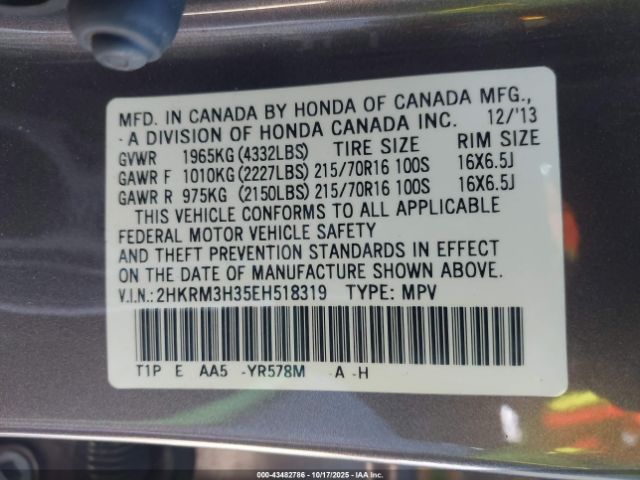 MFD. IN CANADA BY HONDA OF CANADA MFG.,
-A DIVISION OF HONDA CANADA INC. 12/'13
GVWR 1965KG (4332LBS) TIRE SIZE RIM SIZE
GAWR F 1010KG (2227LBS) 215/70R16 100S 16X6.5J
GAWR R 975KG (2150LBS) 215/70R16 100S 16X6.5J
THIS VEHICLE CONFORMS TO ALL APPLICABLE
FEDERAL MOTOR VEHICLE SAFETY
AND THEFT PREVENTION STANDARDS IN EFFECT
ON THE DATE OF MANUFACTURE SHOWN ABOVE.
V.I.N.: 2HKRM3H35EH518319 TYPE: MPV
T1P E AA5 -YR578M -A -H
000-43482786 - 10/17/2025 - IAAI.COM